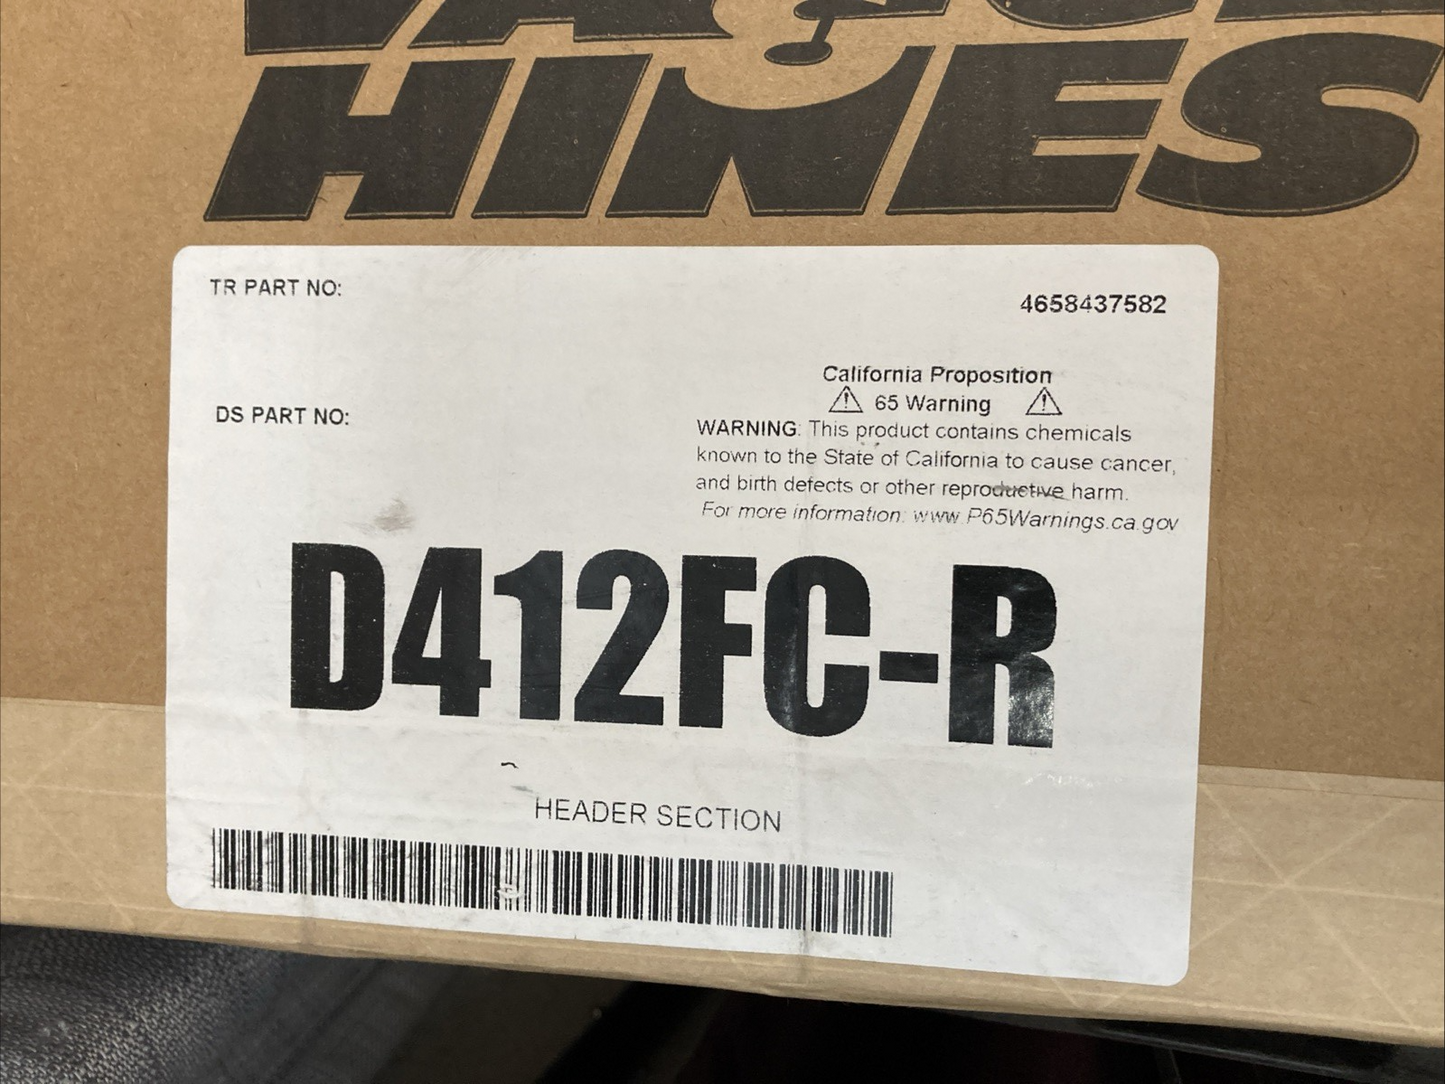 HINES
TR PART NO:
4658437582
California Proposition
65 Warning
DS PART NO:
WARNING: This product contains chemicals
known to the State of California to cause cancer,
and birth defects or other reproductive harm.
For more information: www.P65Warnings.ca.gov
D412FC-R
HEADER SECTION